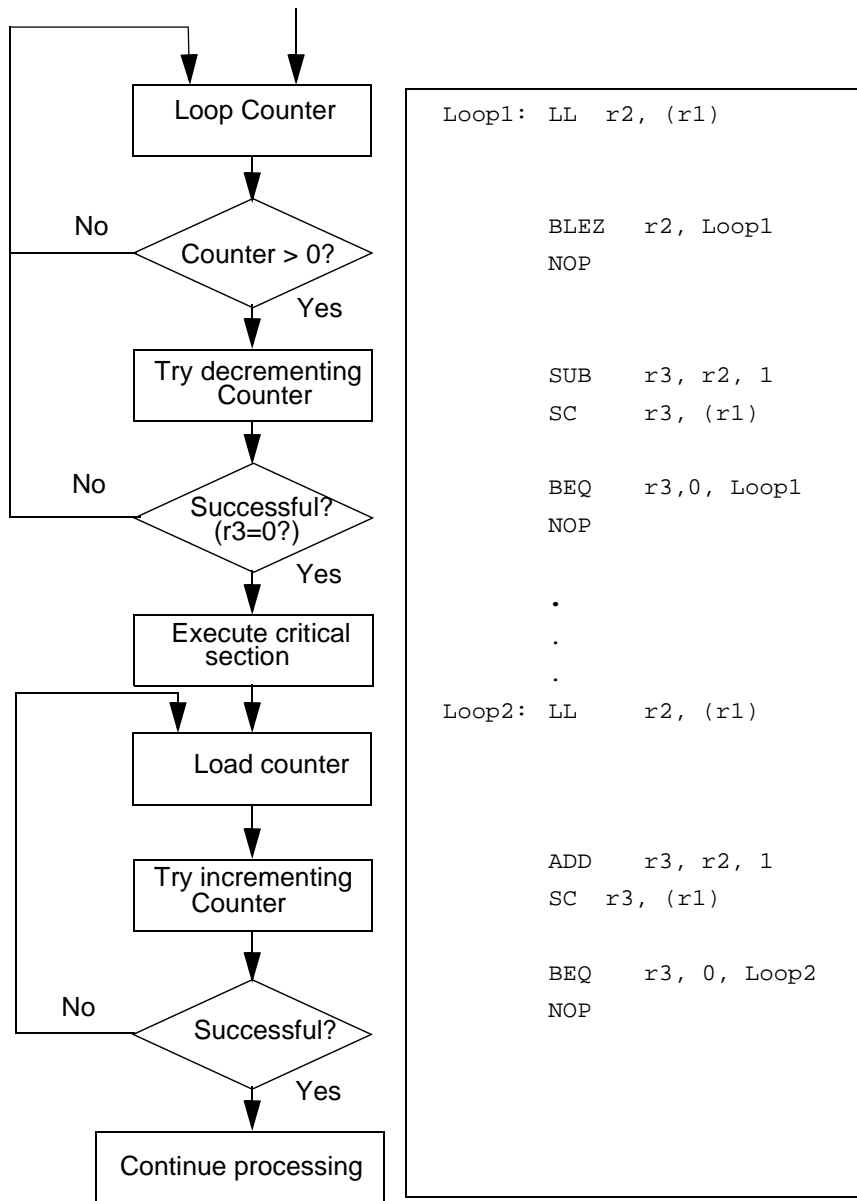 Loop Counter
No
Counter > 0?
Yes
Try decrementing
Counter
No
Successful?
(r3=0?)
Yes
Execute critical
section
Load counter
Try incrementing
Counter
No
Successful?
Yes
Continue processing
Loop1: LL r2, (r1)
BLEZ r2, Loop1
NOP
SUB r3, r2, 1
SC r3, (r1)
BEQ r3,0, Loop1
NOP
.
.
.
Loop2: LL r2, (r1)
ADD r3, r2, 1
SC r3, (r1)
BEQ r3, 0, Loop2
NOP